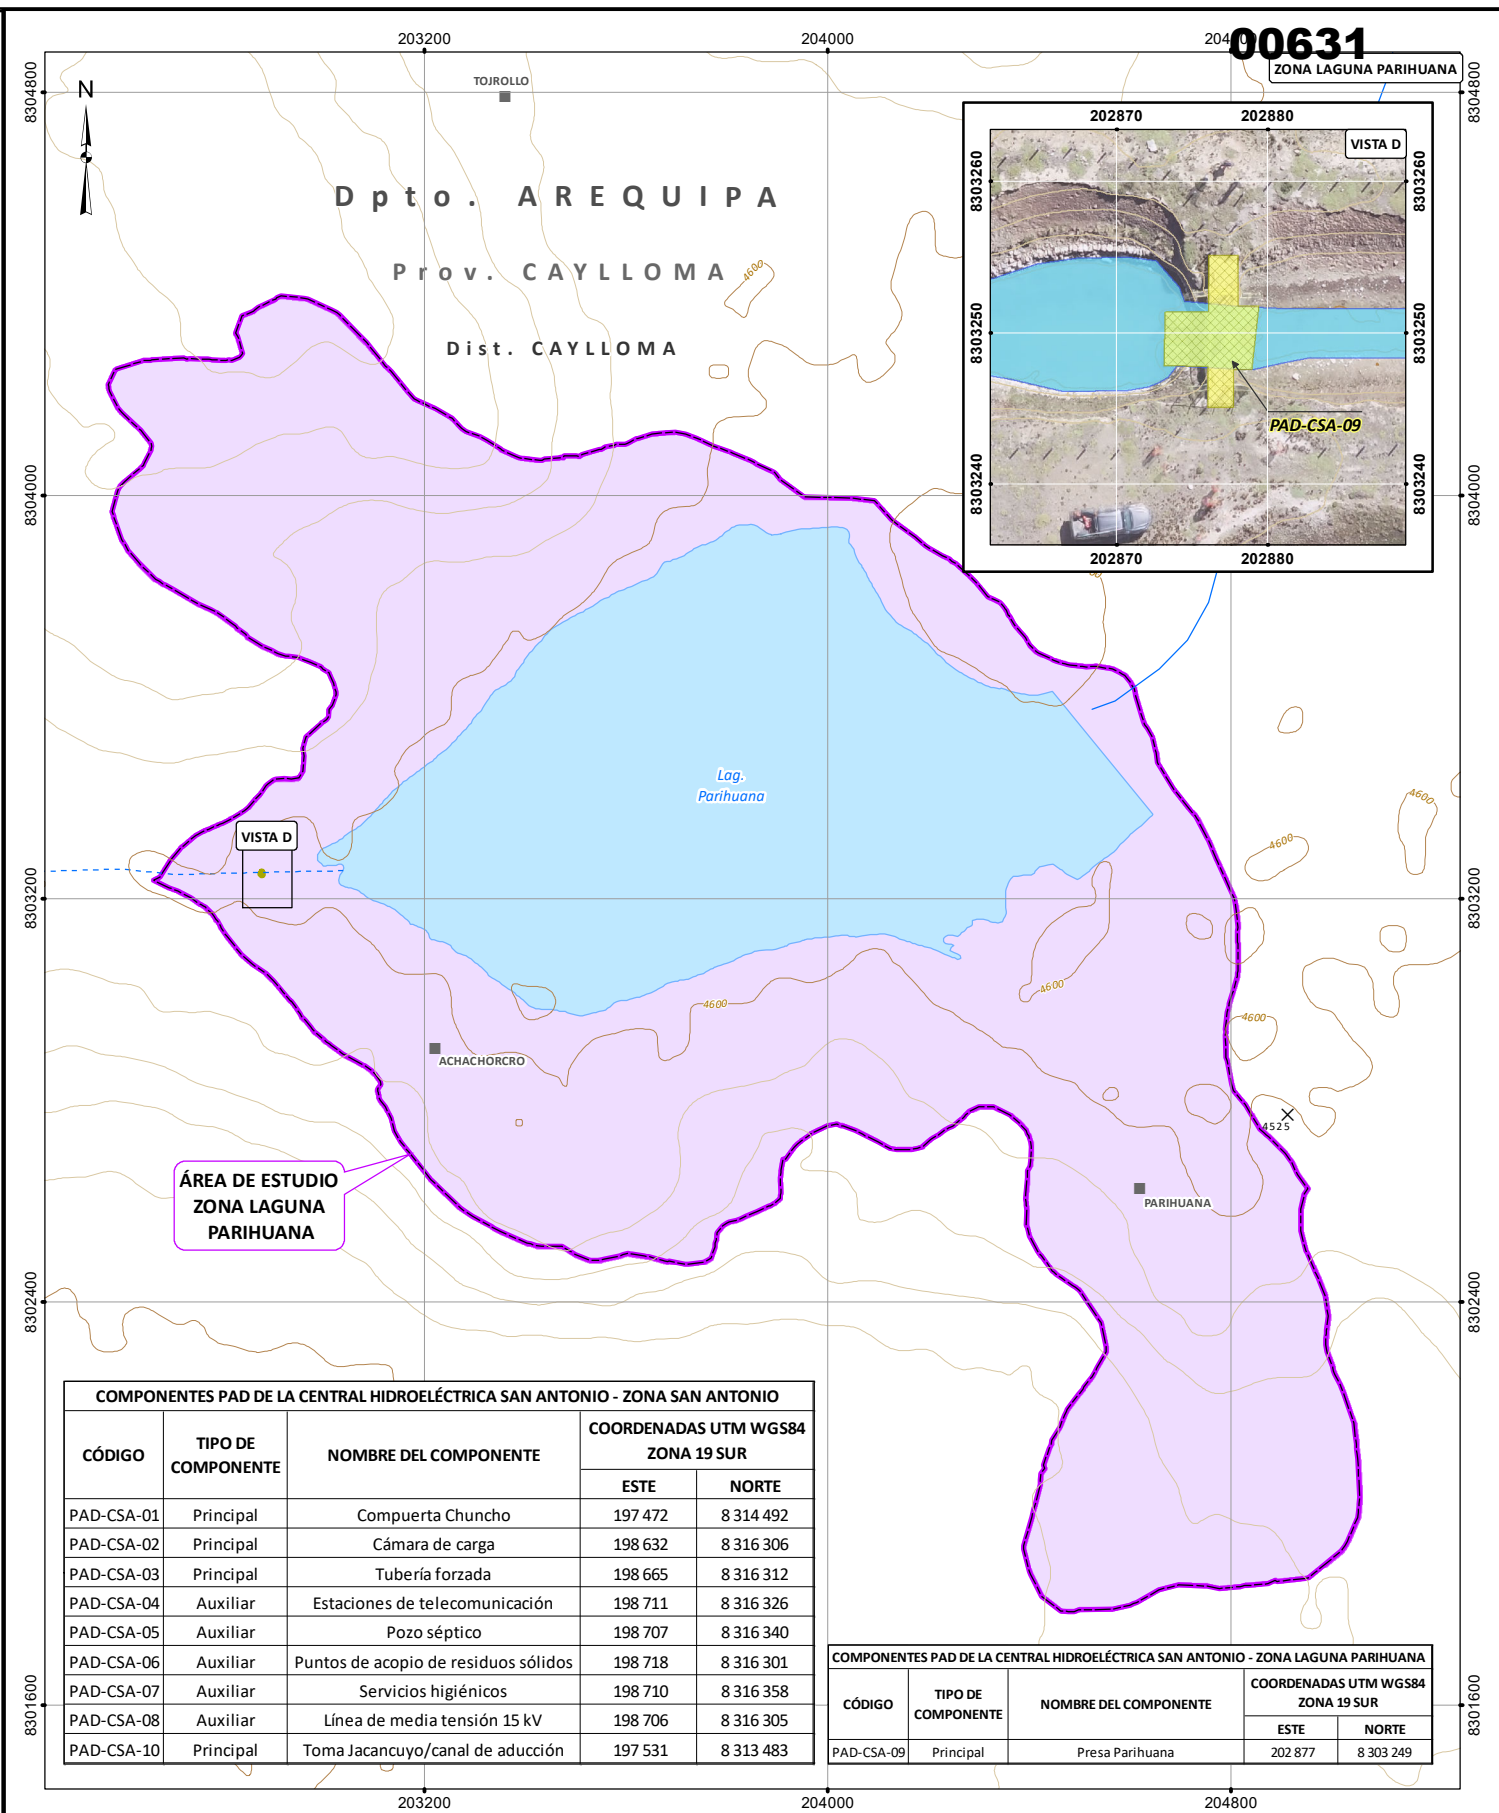 00631
203200 204000
ZONA LAGUNA PARIHUANA
8304800 8304800
N
TOJROLLO
Dpto. AREQUIPA
Prov. CAYLLOMA
4600
Dist. CAYLLOMA
202870 202880
VISTA D
8303260 8303260
8303250 8303250
PAD-CSA-09
8303240 8303240
202870 202880
8304000 8304000
Lag.
Parihuana
4600
4600
VISTA D
8303200 8303200
4600
4600
4600
ACHACHORCRO
4525
PARIHUANA
ÁREA DE ESTUDIO
ZONA LAGUNA
PARIHUANA
8302400 8302400
COMPONENTES PAD DE LA CENTRAL HIDROELÉCTRICA SAN ANTONIO - ZONA SAN ANTONIO
CÓDIGO TIPO DE COMPONENTE NOMBRE DEL COMPONENTE COORDENADAS UTM WGS84 ZONA 19 SUR
ESTE NORTE
PAD-CSA-01 Principal Compuerta Chuncho 197 472 8 314 492
PAD-CSA-02 Principal Cámara de carga 198 632 8 316 306
PAD-CSA-03 Principal Tubería forzada 198 665 8 316 312
PAD-CSA-04 Auxiliar Estaciones de telecomunicación 198 711 8 316 326
PAD-CSA-05 Auxiliar Pozo séptico 198 707 8 316 340
PAD-CSA-06 Auxiliar Puntos de acopio de residuos sólidos 198 718 8 316 301
PAD-CSA-07 Auxiliar Servicios higiénicos 198 710 8 316 358
PAD-CSA-08 Auxiliar Línea de media tensión 15 kV 198 706 8 316 305
PAD-CSA-10 Principal Toma Jacancuyo/canal de aducción 197 531 8 313 483
COMPONENTES PAD DE LA CENTRAL HIDROELÉCTRICA SAN ANTONIO - ZONA LAGUNA PARIHUANA
CÓDIGO TIPO DE COMPONENTE NOMBRE DEL COMPONENTE COORDENADAS UTM WGS84 ZONA 19 SUR
ESTE NORTE
PAD-CSA-09 Principal Presa Parihuana 202 877 8 303 249
8301600 8301600
203200 204000 204800